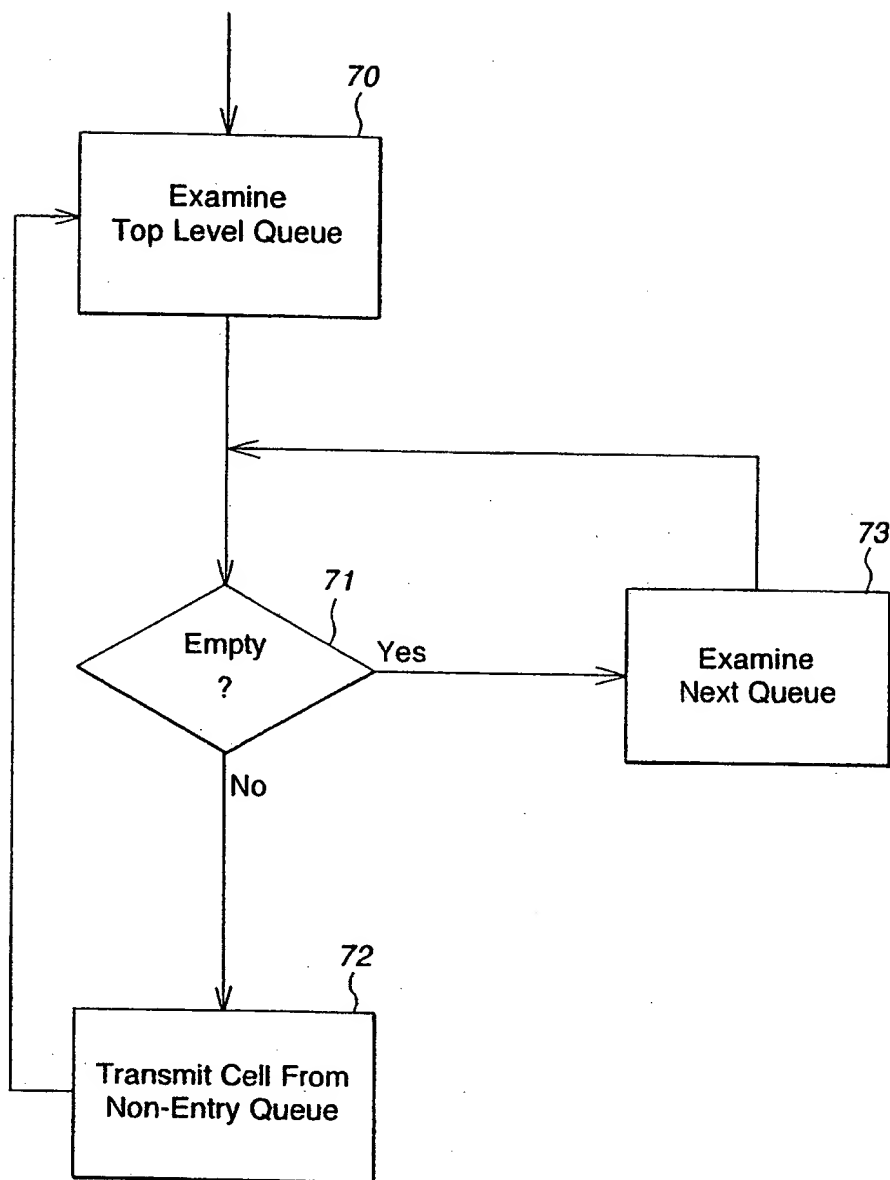 70
Examine
Top Level Queue
71
Empty
?
Yes
73
Examine
Next Queue
No
72
Transmit Cell From
Non-Entry Queue